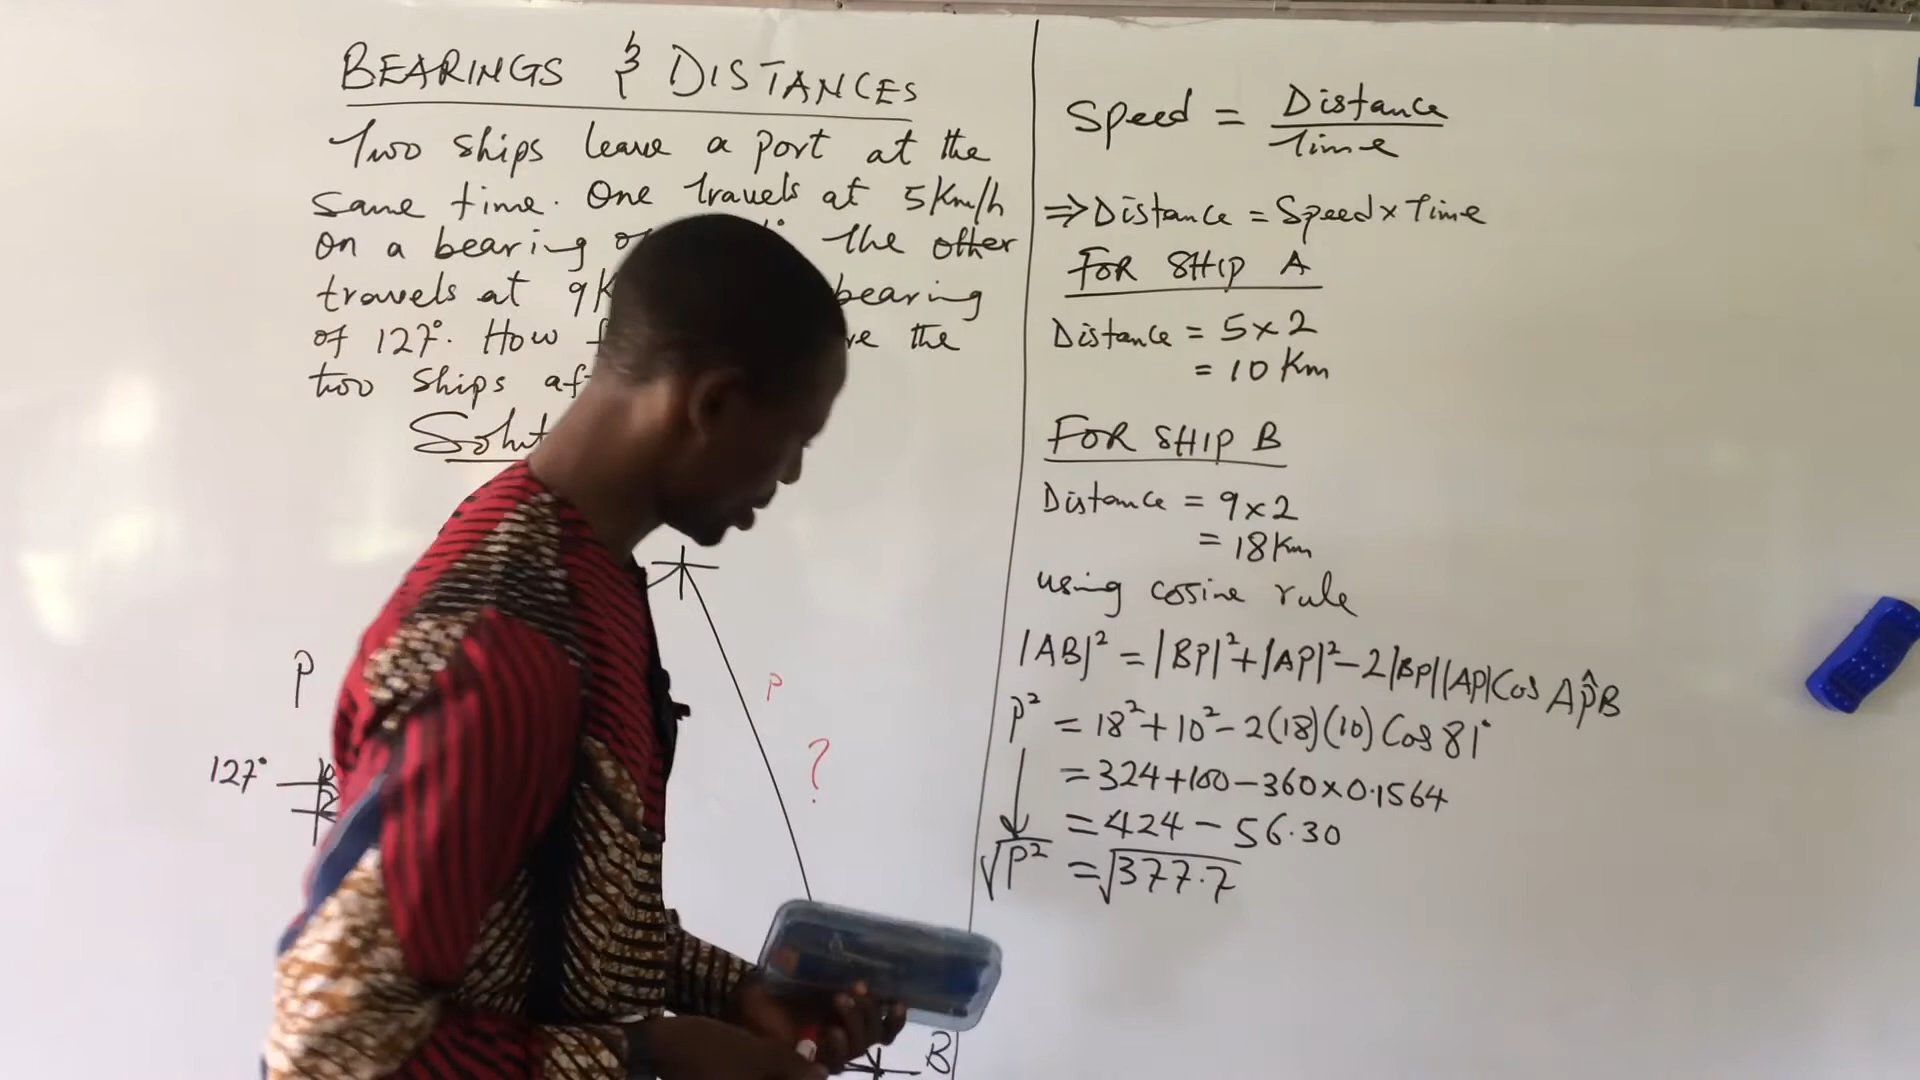 BEARINGS & DISTANCES
Two ships leave a port at the
same time. One travels at 5km/h
on a bearing the other
travels at bearing
of 127°. How the
two ships
P
127°
P
?
B
Speed = Distance / Time
⇒ Distance = Speed × Time
FOR SHIP A
Distance = 5 × 2
= 10 Km
FOR SHIP B
Distance = 9 × 2
= 18 Km
using cosine rule
|AB|² = |BP|² + |AP|² - 2|BP||AP| Cos AP̂B
P² = 18² + 10² - 2(18)(10) Cos 81°
= 324 + 100 - 360 × 0.1564
= 424 - 56.30
√P² = √377.7